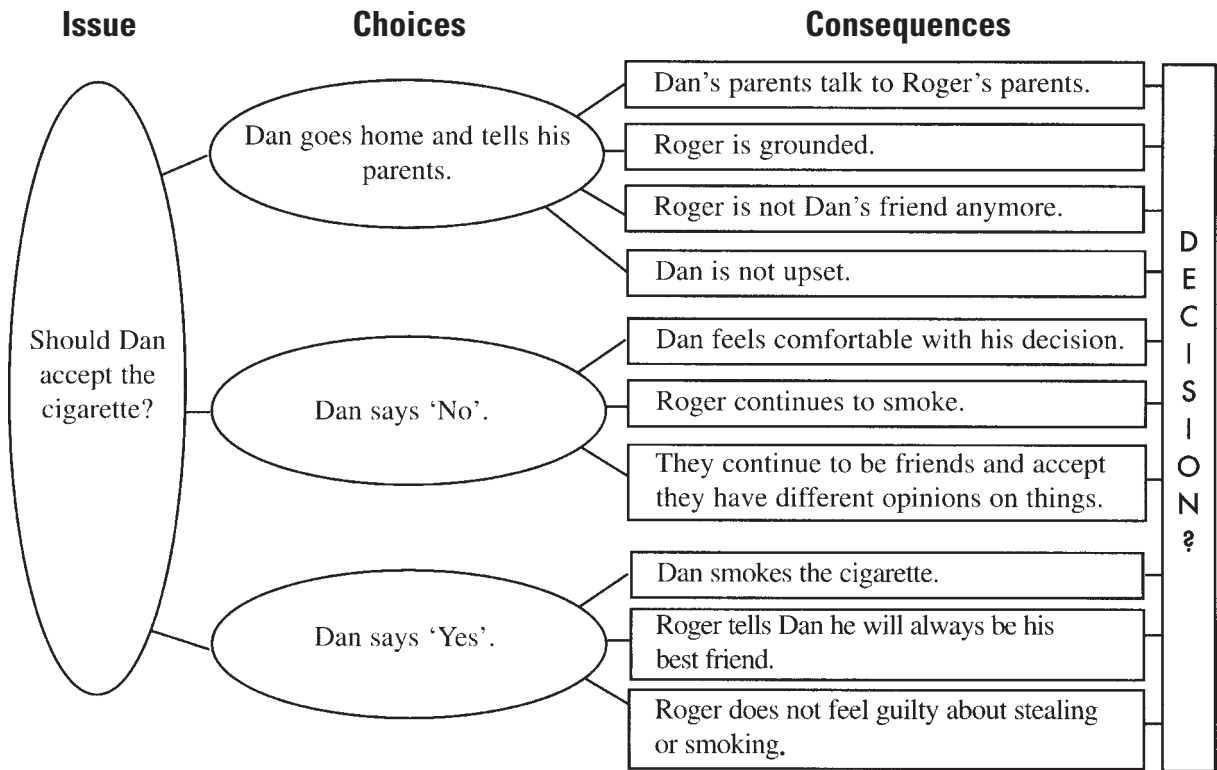 Issue
Choices
Consequences
Should Dan
accept the
cigarette?
Dan goes home and tells his
parents.
Dan’s parents talk to Roger’s parents.
Roger is grounded.
Roger is not Dan’s friend anymore.
Dan is not upset.
Dan says ‘No’.
Dan feels comfortable with his decision.
Roger continues to smoke.
They continue to be friends and accept
they have different opinions on things.
Dan says ‘Yes’.
Dan smokes the cigarette.
Roger tells Dan he will always be his
best friend.
Roger does not feel guilty about stealing
or smoking.
DECISION?